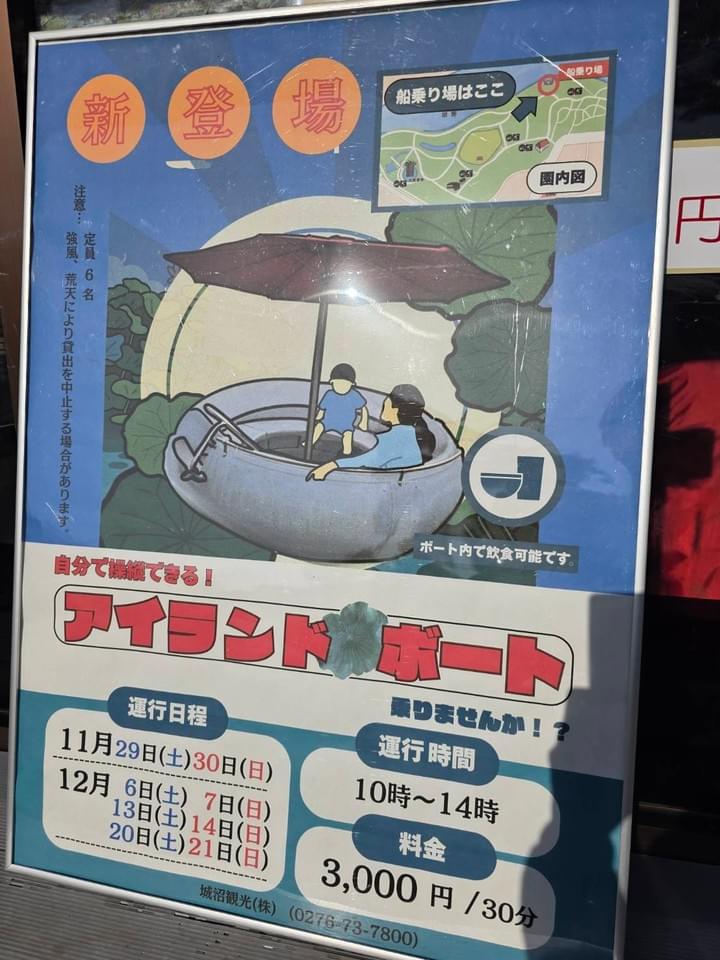 新登場
船乗り場はここ
船乗り場
園内図
注意…
定員6名
強風、荒天により貸出を中止する場合があります。
ボート内で飲食可能です。
自分で操縦できる！
アイランドボート
乗りませんか！？
運行日程
11月29日(土)30日(日)
12月 6日(土) 7日(日)
13日(土) 14日(日)
20日(土) 21日(日)
運行時間
10時～14時
料金
3,000 円 /30分
城沼観光(株) (0276-73-7800)
円